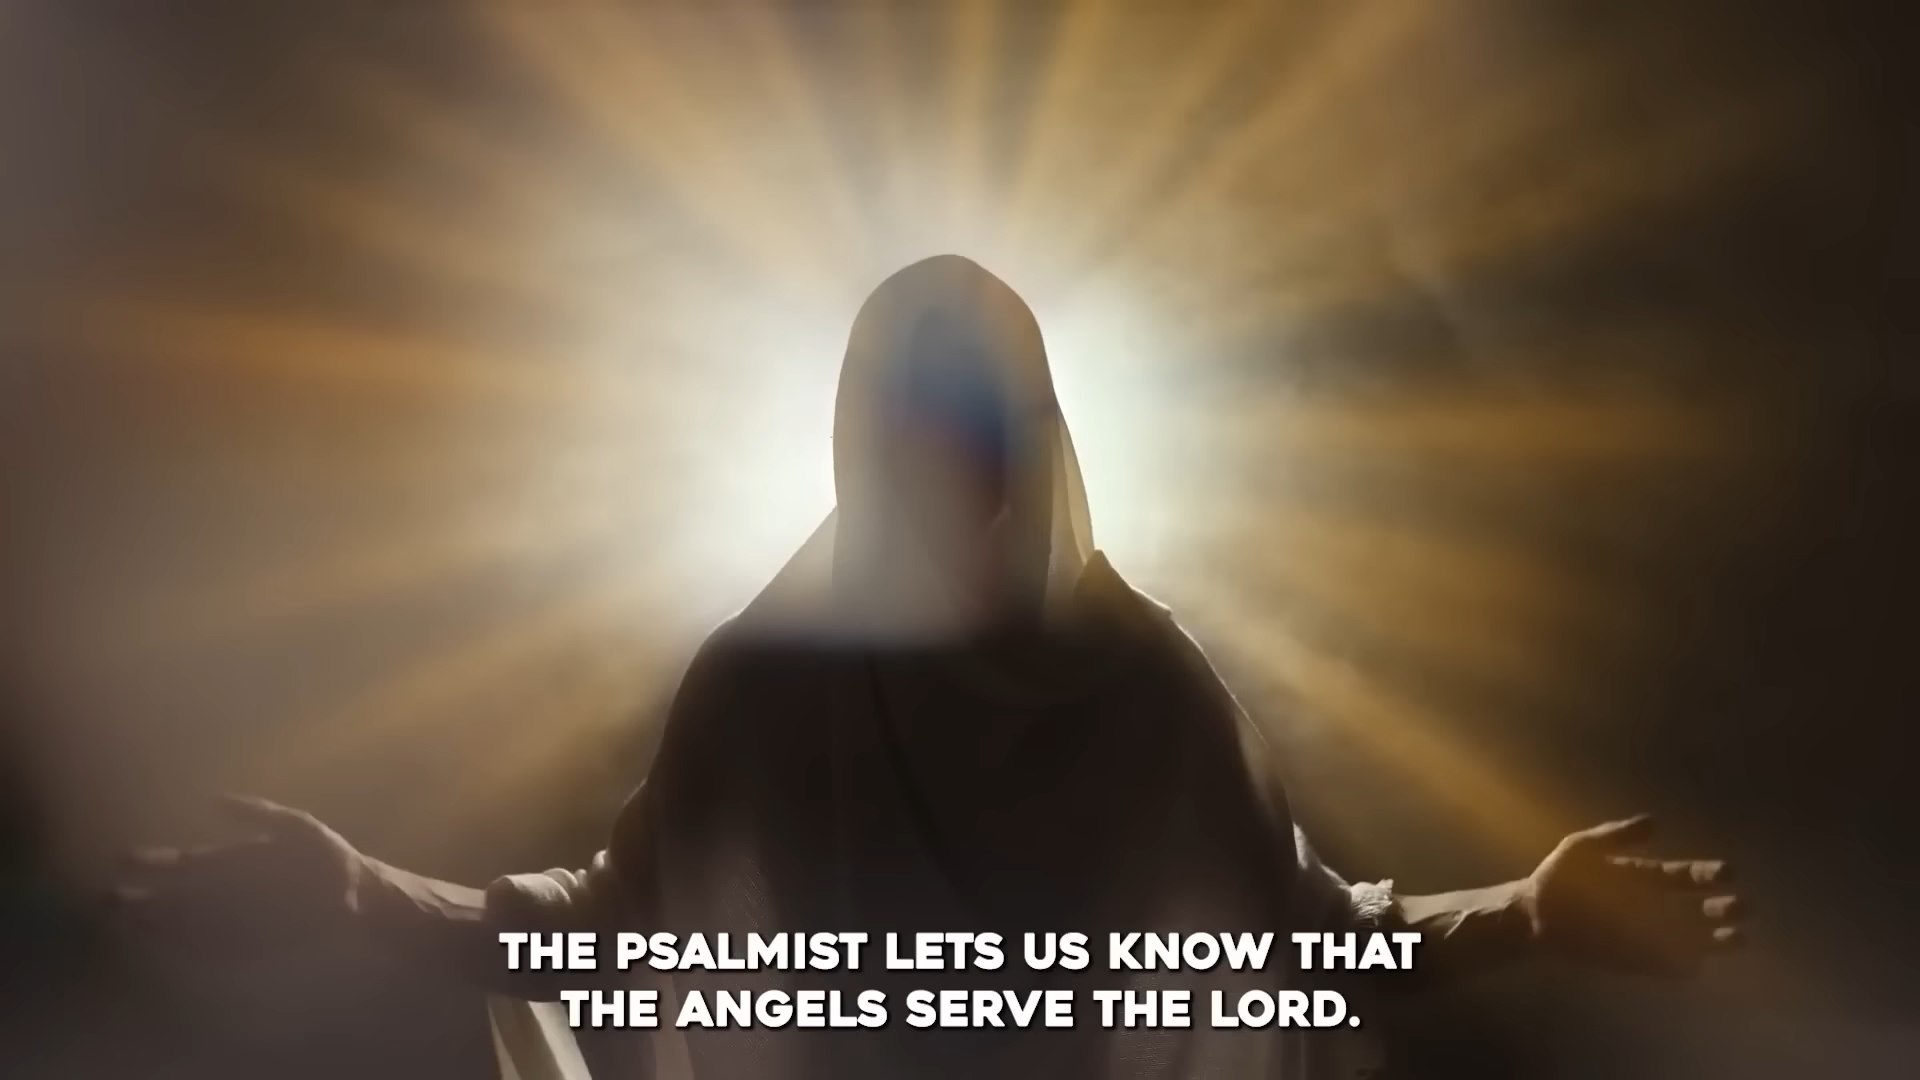 THE PSALMIST LETS US KNOW THAT
THE ANGELS SERVE THE LORD.